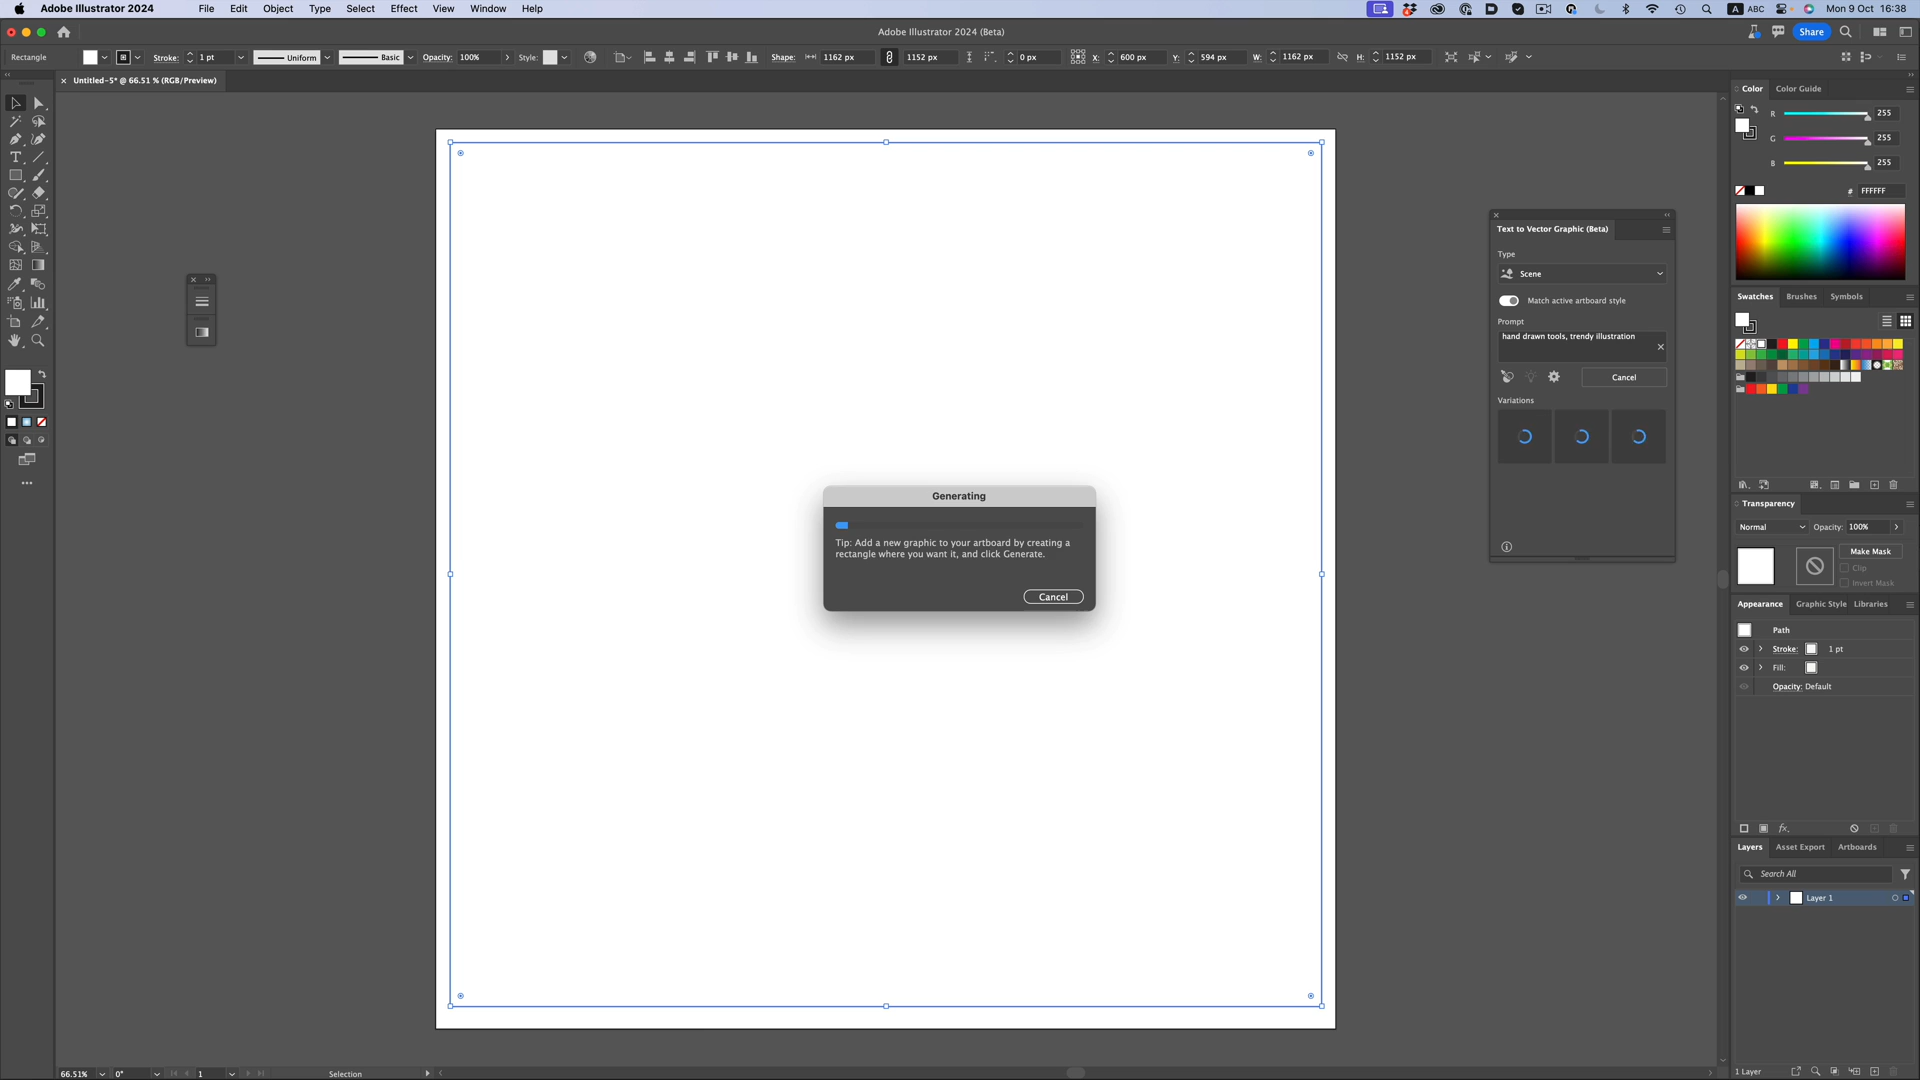 Adobe Illustrator 2024 File Edit Object Type Select Effect View Window Help
A ABC Mon 9 Oct 16:38
Adobe Illustrator 2024 (Beta)
Share
Rectangle Stroke: 1 pt Uniform Basic Opacity: 100% Style: Shape: 1162 px 1152 px 0 px X: 600 px Y: 594 px W: 1162 px H: 1152 px
Untitled-5* @ 66.51 % (RGB/Preview)
Color Color Guide
R 255
G 255
B 255
# FFFFFF
Text to Vector Graphic (Beta)
Type
Scene
Match active artboard style
Prompt
hand drawn tools, trendy illustration
Cancel
Variations
Generating
Tip: Add a new graphic to your artboard by creating a
rectangle where you want it, and click Generate.
Cancel
Swatches Brushes Symbols
Transparency
Normal Opacity: 100%
Make Mask
Clip
Invert Mask
Appearance Graphic Style Libraries
Path
Stroke: 1 pt
Fill:
Opacity: Default
fx
Layers Asset Export Artboards
Search All
Layer 1
66.51% 0° 1 Selection
1 Layer